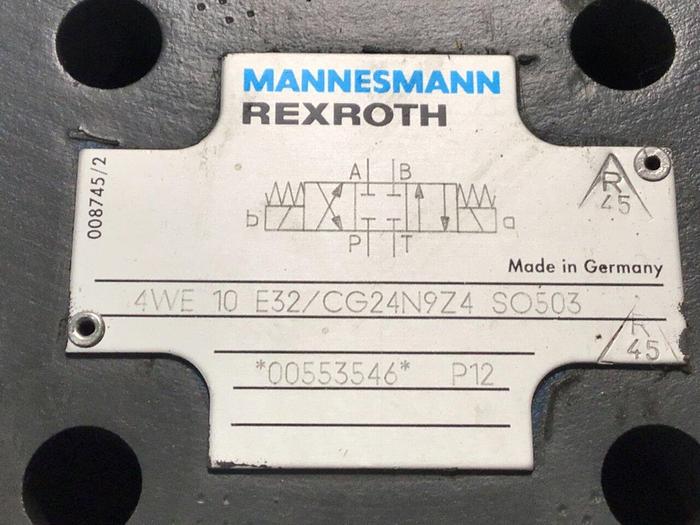 MANNESMANN
REXROTH
008745/2
A B
b a
P T
R
45
Made in Germany
4WE 10 E32/CG24N9Z4 SO503
R
45
*00553546* P12